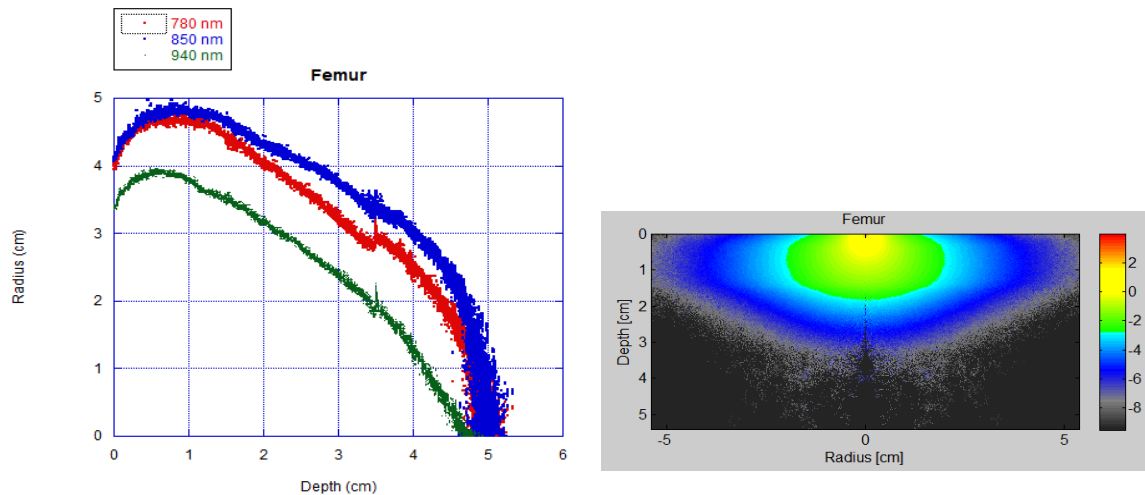 780 nm
850 nm
940 nm
Femur
5
4
3
2
1
0
Radius (cm)
0 1 2 3 4 5 6
Depth (cm)
Femur
0
1
2
3
4
5
Depth [cm]
-5 0 5
Radius [cm]
2
0
-2
-4
-6
-8